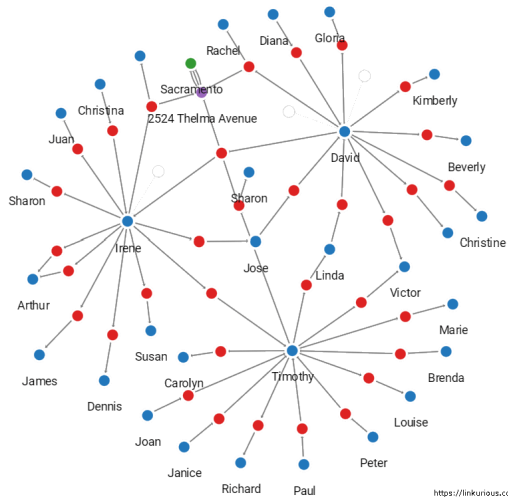 Rachel
Diana
Gloria
Sacramento
Kimberly
Christina
2524 Thelma Avenue
Juan
David
Beverly
Sharon
Sharon
Christine
Irene
Jose
Linda
Arthur
Victor
Marie
Susan
Timothy
James
Carolyn
Brenda
Dennis
Louise
Joan
Peter
Janice
Richard
Paul
https://linkurious.co